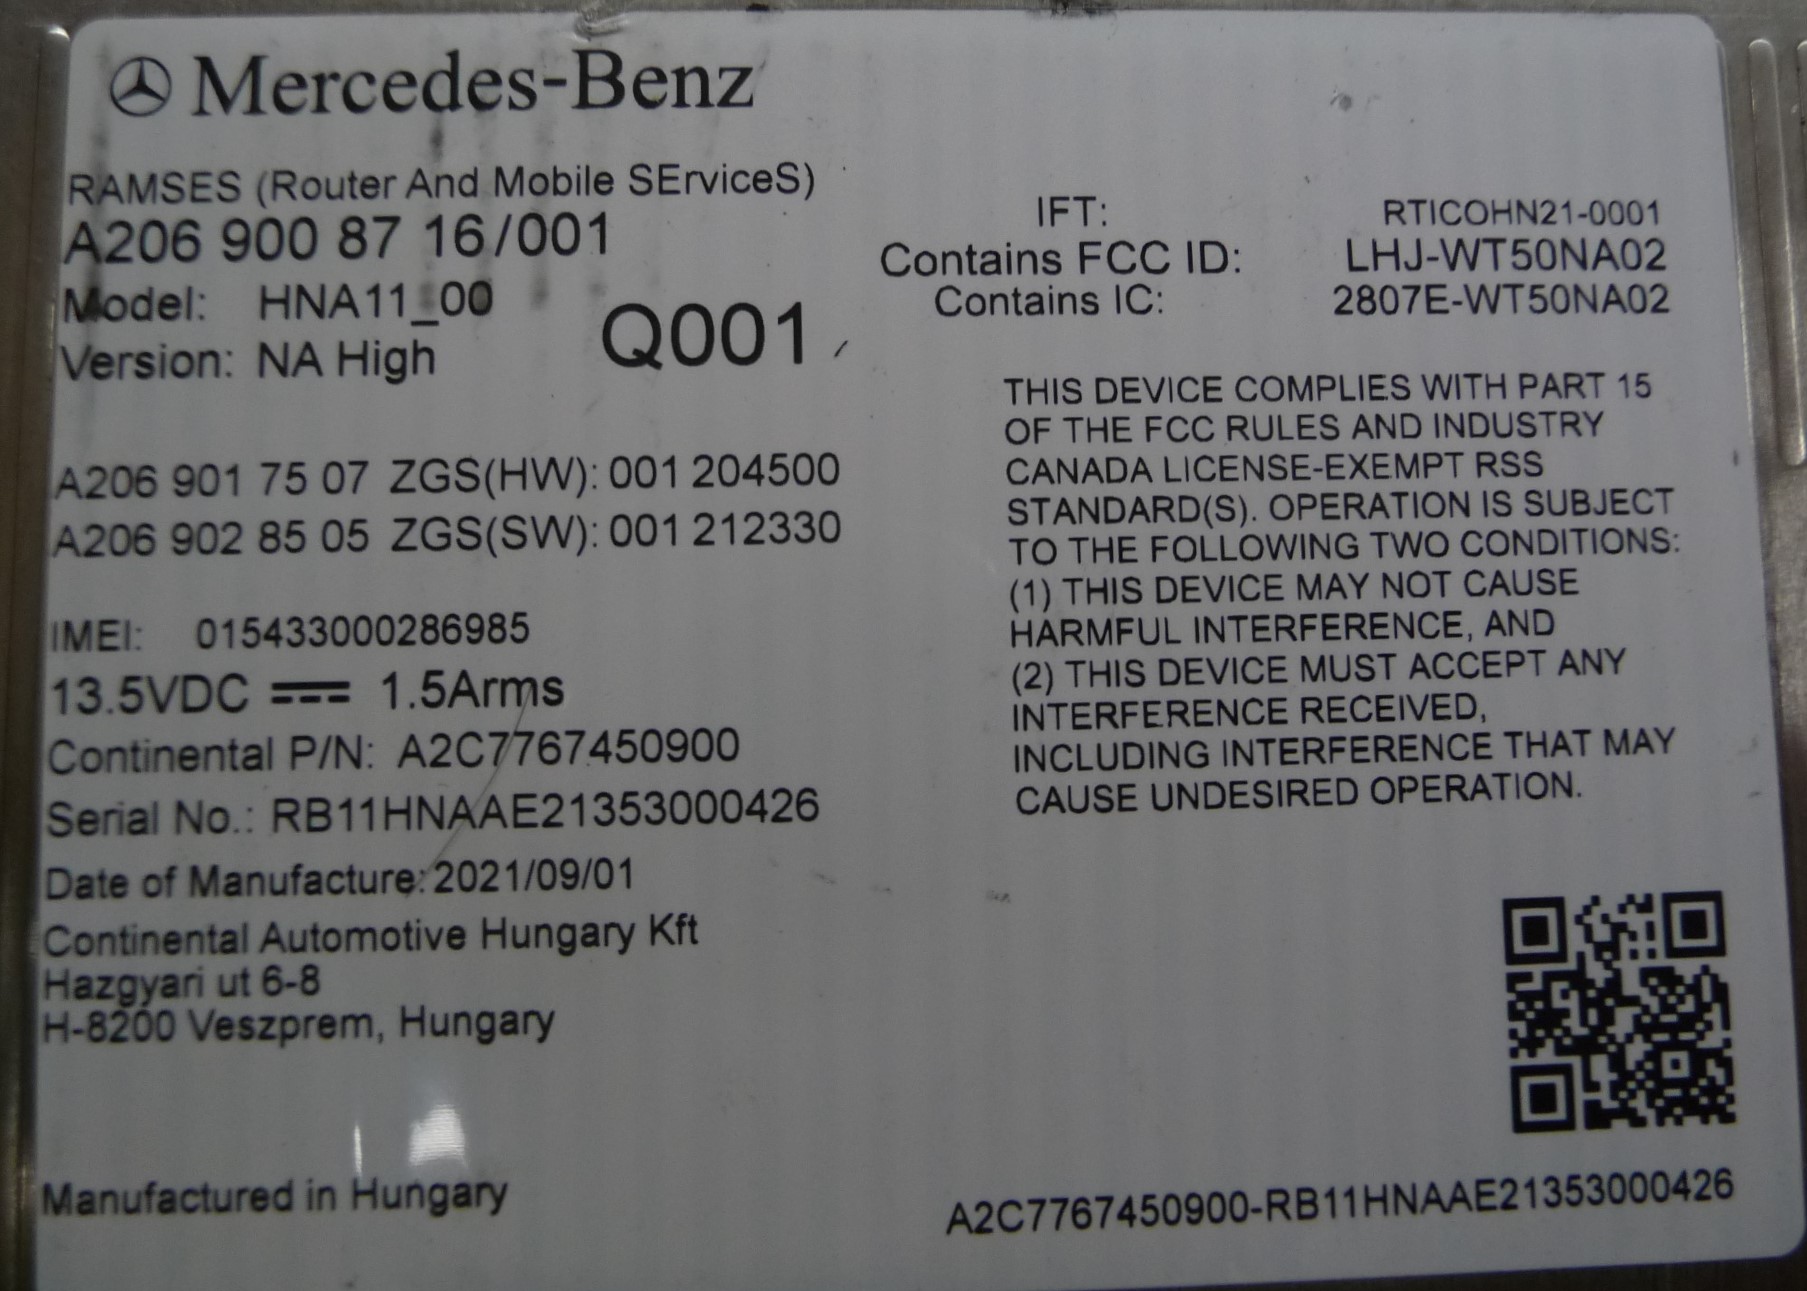 Mercedes-Benz
RAMSES (Router And Mobile SErviceS)
A206 900 87 16/001
Model: HNA11_00
Version: NA High
Q001
A206 901 75 07 ZGS(HW): 001 204500
A206 902 85 05 ZGS(SW): 001 212330
IMEI: 015433000286985
13.5VDC 1.5Arms
Continental P/N: A2C7767450900
Serial No.: RB11HNAAE21353000426
Date of Manufacture: 2021/09/01
Continental Automotive Hungary Kft
Hazgyari ut 6-8
H-8200 Veszprem, Hungary
Manufactured in Hungary
IFT: RTICOHN21-0001
Contains FCC ID: LHJ-WT50NA02
Contains IC: 2807E-WT50NA02
THIS DEVICE COMPLIES WITH PART 15
OF THE FCC RULES AND INDUSTRY
CANADA LICENSE-EXEMPT RSS
STANDARD(S). OPERATION IS SUBJECT
TO THE FOLLOWING TWO CONDITIONS:
(1) THIS DEVICE MAY NOT CAUSE
HARMFUL INTERFERENCE, AND
(2) THIS DEVICE MUST ACCEPT ANY
INTERFERENCE RECEIVED,
INCLUDING INTERFERENCE THAT MAY
CAUSE UNDESIRED OPERATION.
A2C7767450900-RB11HNAAE21353000426